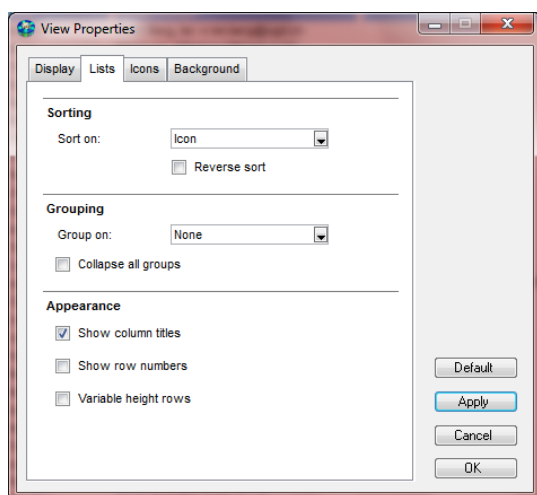 View Properties
Display Lists Icons Background
Sorting
Sort on: Icon
Reverse sort
Grouping
Group on: None
Collapse all groups
Appearance
Show column titles
Show row numbers
Variable height rows
Default
Apply
Cancel
OK